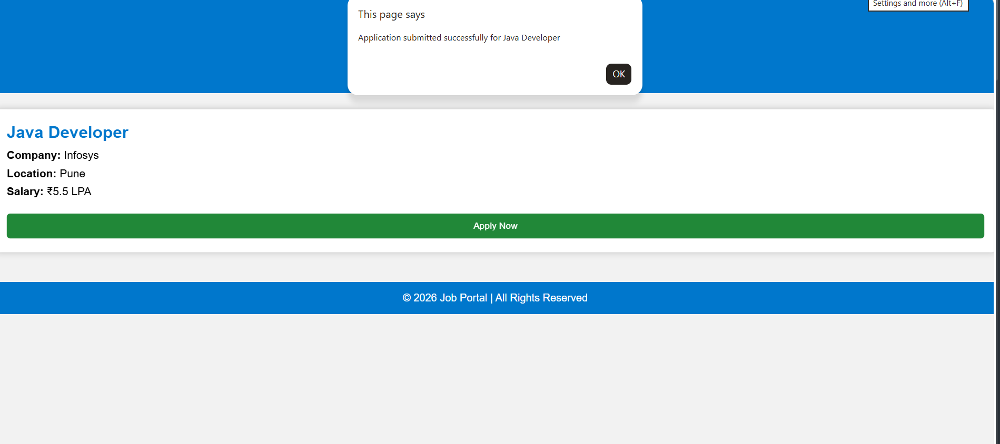 Settings and more (Alt+F)
This page says
Application submitted successfully for Java Developer
OK
Java Developer
Company: Infosys
Location: Pune
Salary: ₹5.5 LPA
Apply Now
© 2026 Job Portal | All Rights Reserved